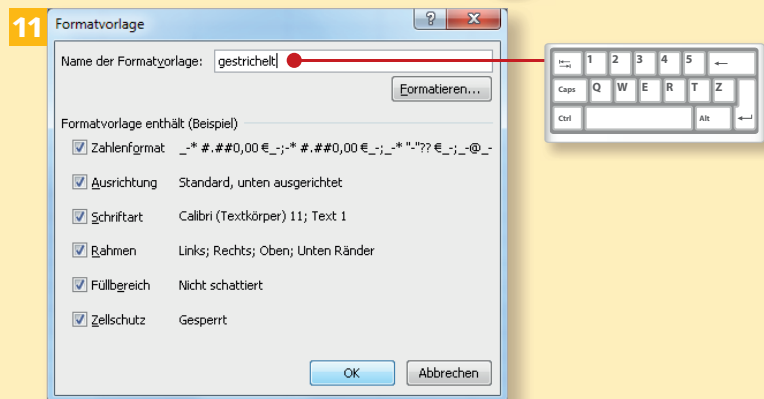 11
Formatvorlage
Name der Formatvorlage: gestrichelt
Formatieren...
Formatvorlage enthält (Beispiel)
Zahlenformat _-* #.##0,00 €_-;-* #.##0,00 €_-;_-* "-"?? €_-;_-@_-
Ausrichtung Standard, unten ausgerichtet
Schriftart Calibri (Textkörper) 11; Text 1
Rahmen Links; Rechts; Oben; Unten Ränder
Füllbereich Nicht schattiert
Zellschutz Gesperrt
OK Abbrechen
1 2 3 4 5
Caps Q W E R T Z
Ctrl Alt